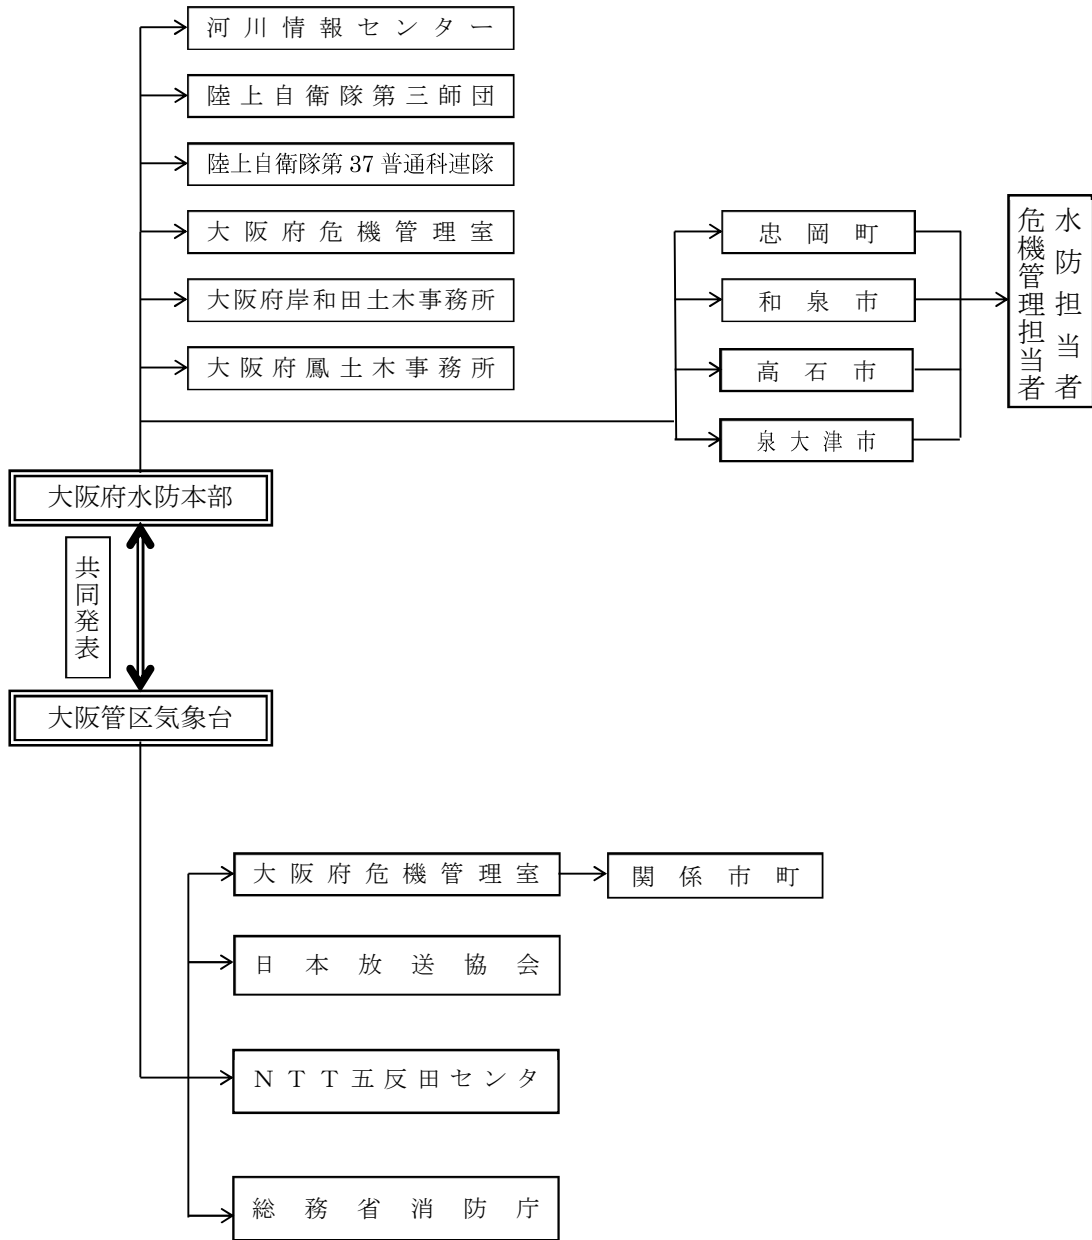 河川情報センター
陸上自衛隊第三師団
陸上自衛隊第 37 普通科連隊
大阪府危機管理室
大阪府岸和田土木事務所
大阪府鳳土木事務所
忠岡町
和泉市
高石市
泉大津市
水防担当者
危機管理担当者
大阪府水防本部
共同発表
大阪管区気象台
大阪府危機管理室
関係市町
日本放送協会
NTT五反田センタ
総務省消防庁